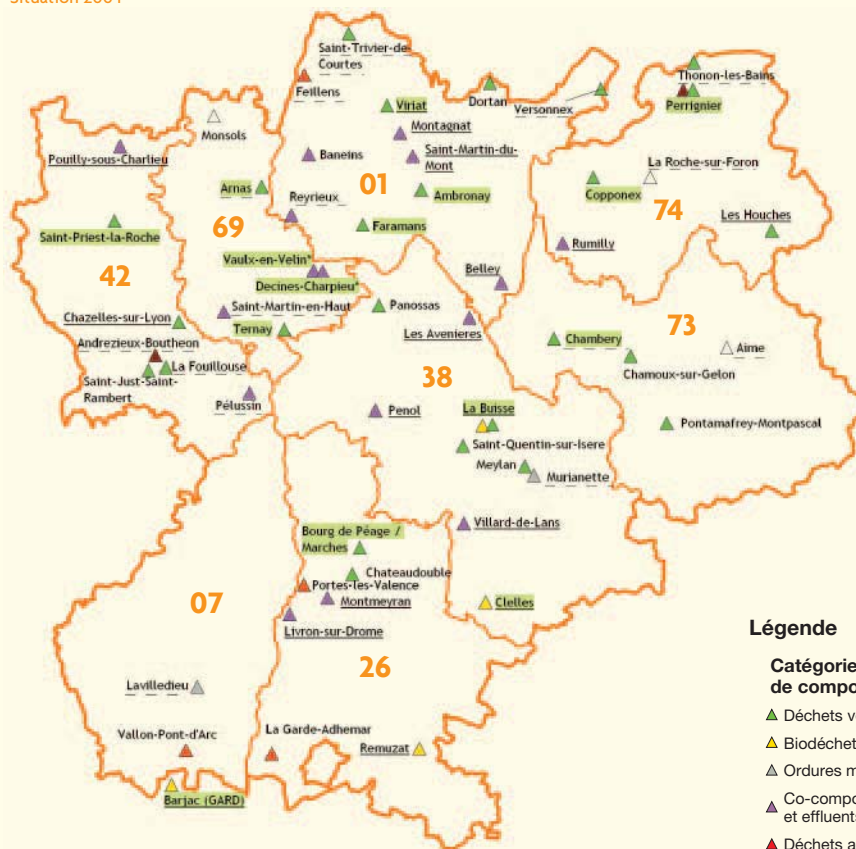 Situation 2004
Saint-Trivier-de-
Courtes
Feillens
Thonon-les-Bains
Dortan
Versonnex
Perrignier
Viriat
Monsols
Montagnat
Pouilly-sous-Charlieu
Baneins
Saint-Martin-du-
Mont
La Roche-sur-Foron
01
Arnas
Ambronay
Copponex
Reyrieux
74
69
Faramans
Les Houches
Saint-Priest-la-Roche
Rumilly
42
Vaulx-en-Velin*
Belley
Decines-Charpieu*
Saint-Martin-en-Haut
Panossas
Chazelles-sur-Lyon
Ternay
Les Avenieres
73
Andrezieux-Boutheon
Chambery
Aime
La Fouillouse
Chamoux-sur-Gelon
38
Saint-Just-Saint-
Rambert
Pélussin
Penol
La Buisse
Pontamafrey-Montpascal
Saint-Quentin-sur-Isere
Meylan
Murianette
Villard-de-Lans
Bourg de Péage /
Marches
Chateaudouble
Portes-les-Valence
07
Montmeyran
Clelles
Livron-sur-Drome
Légende
26
Catégorie
de compo
Lavilledieu
Déchets v
Vallon-Pont-d'Arc
La Garde-Adhemar
Remuzat
Biodéchet
Ordures m
Barjac (GARD)
Co-compo
et effluents
Déchets a